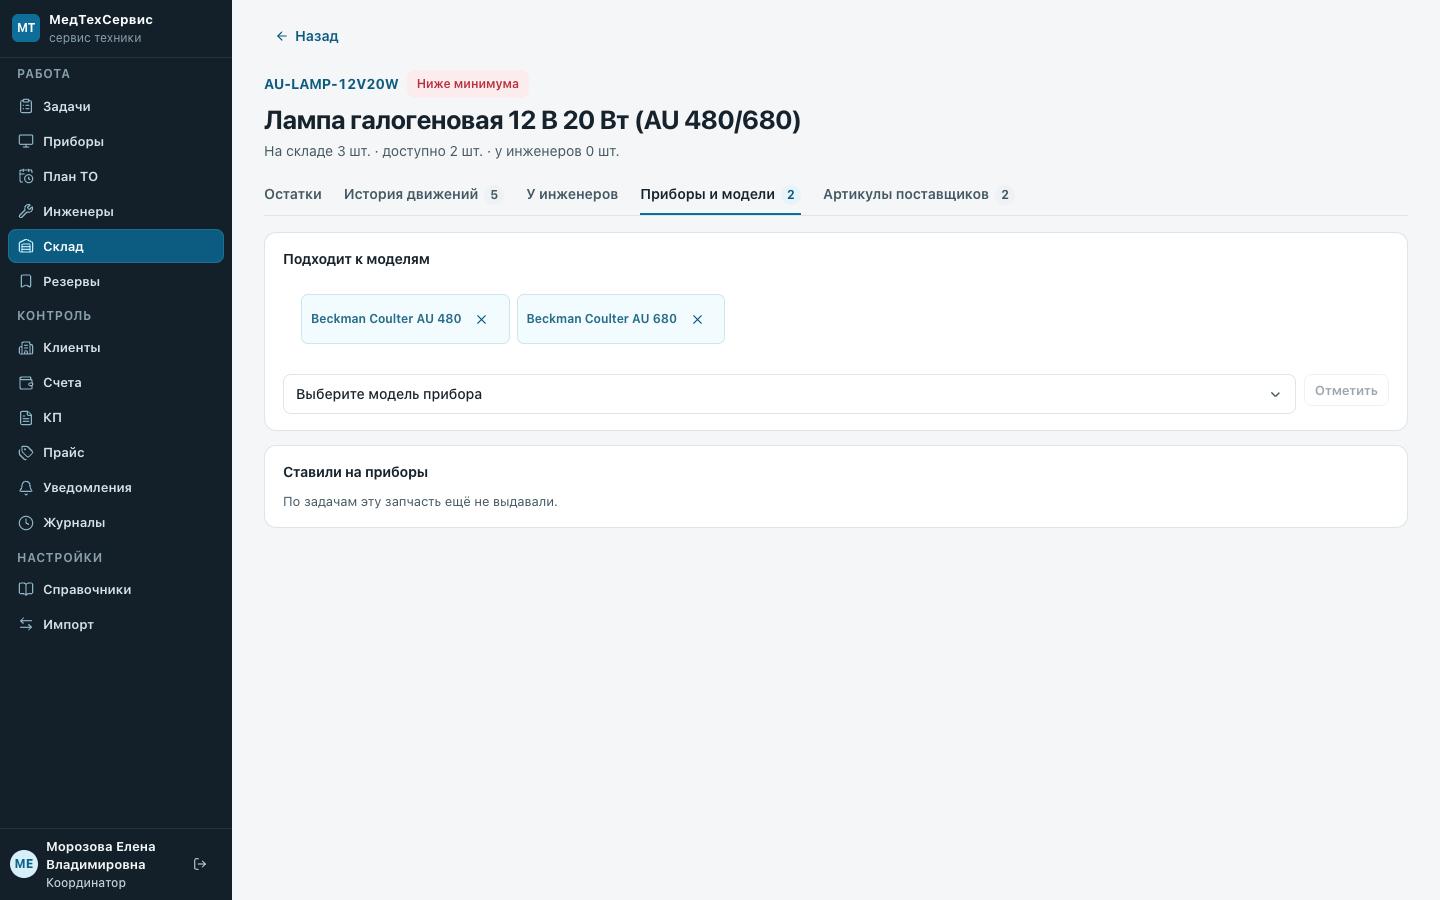 МТ
МедТехСервис
сервис техники
РАБОТА
Задачи
Приборы
План ТО
Инженеры
Склад
Резервы
КОНТРОЛЬ
Клиенты
Счета
КП
Прайс
Уведомления
Журналы
НАСТРОЙКИ
Справочники
Импорт
МЕ
Морозова Елена
Владимировна
Координатор
Назад
AU-LAMP-12V20W Ниже минимума
Лампа галогеновая 12 В 20 Вт (AU 480/680)
На складе 3 шт. · доступно 2 шт. · у инженеров 0 шт.
Остатки История движений 5 У инженеров Приборы и модели 2 Артикулы поставщиков 2
Подходит к моделям
Beckman Coulter AU 480 Beckman Coulter AU 680
Выберите модель прибора Отметить
Ставили на приборы
По задачам эту запчасть ещё не выдавали.